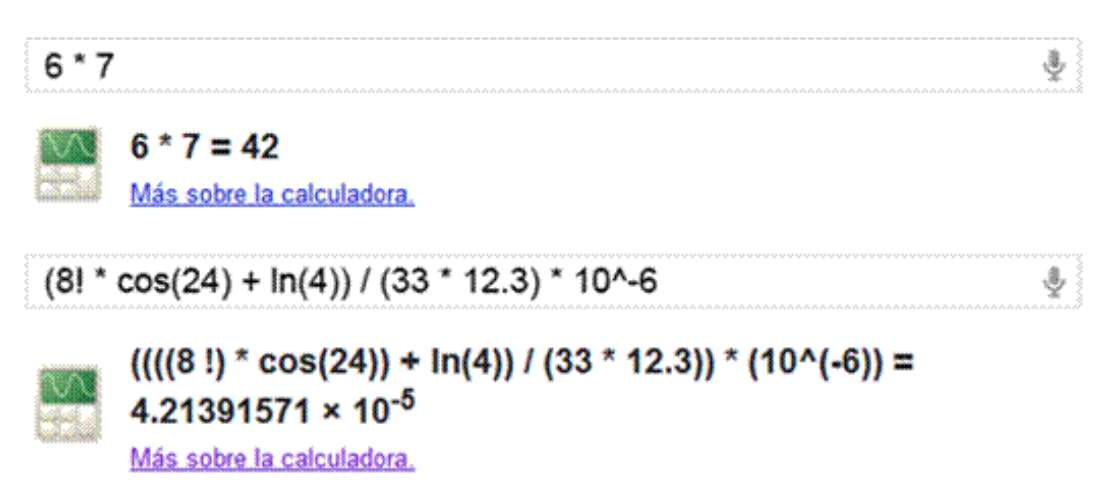 6 * 7
6 * 7 = 42
Más sobre la calculadora.
(8! * cos(24) + ln(4)) / (33 * 12.3) * 10^-6
((((8 !) * cos(24)) + ln(4)) / (33 * 12.3)) * (10^(-6)) =
4.21391571 × 10⁻⁵
Más sobre la calculadora.